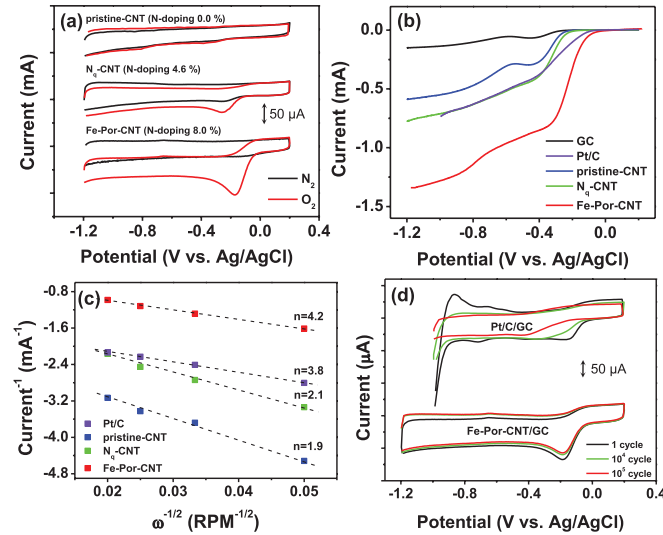 (a)
pristine-CNT (N-doping 0.0 %)
N_q-CNT (N-doping 4.6 %)
50 µA
Fe-Por-CNT (N-doping 8.0 %)
N₂
O₂
Current (mA)
-1.2 -0.8 -0.4 0.0 0.4
Potential (V vs. Ag/AgCl)
(b)
0.0
-0.5
-1.0
-1.5
Current (mA)
GC
Pt/C
pristine-CNT
N_q-CNT
Fe-Por-CNT
-1.2 -0.8 -0.4 0.0 0.4
Potential (V vs. Ag/AgCl)
(c)
-0.8
-1.6
-2.4
-3.2
-4.0
-4.8
Current⁻¹ (mA⁻¹)
n=4.2
n=3.8
n=2.1
n=1.9
Pt/C
pristine-CNT
N_q-CNT
Fe-Por-CNT
0.02 0.03 0.04 0.05
ω⁻¹/² (RPM⁻¹/²)
(d)
Pt/C/GC
50 µA
Fe-Por-CNT/GC
1 cycle
10⁴ cycle
10⁵ cycle
Current (µA)
-1.2 -0.8 -0.4 0.0 0.4
Potential (V vs. Ag/AgCl)